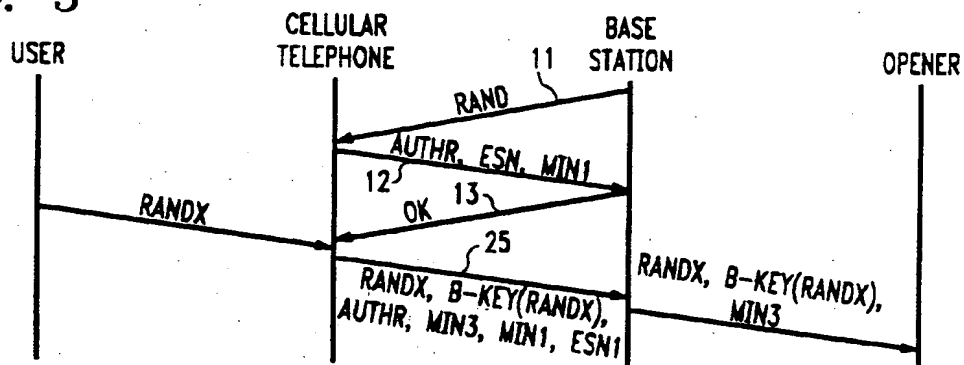 USER
CELLULAR
TELEPHONE
BASE
STATION
OPENER
11
RAND
AUTHR, ESN, MIN1
12
13
OK
RANDX
25
RANDX, B-KEY(RANDX),
AUTHR, MIN3, MIN1, ESN1
RANDX, B-KEY(RANDX),
MIN3